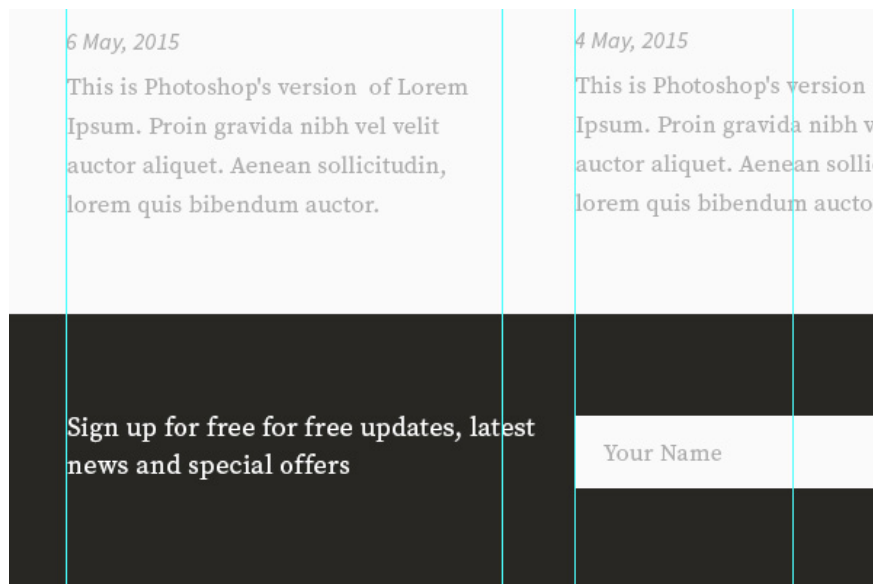 6 May, 2015
This is Photoshop's version of Lorem
Ipsum. Proin gravida nibh vel velit
auctor aliquet. Aenean sollicitudin,
lorem quis bibendum auctor.
4 May, 2015
This is Photoshop's version
Ipsum. Proin gravida nibh v
auctor aliquet. Aenean solli
lorem quis bibendum aucto
Sign up for free for free updates, latest
news and special offers
Your Name